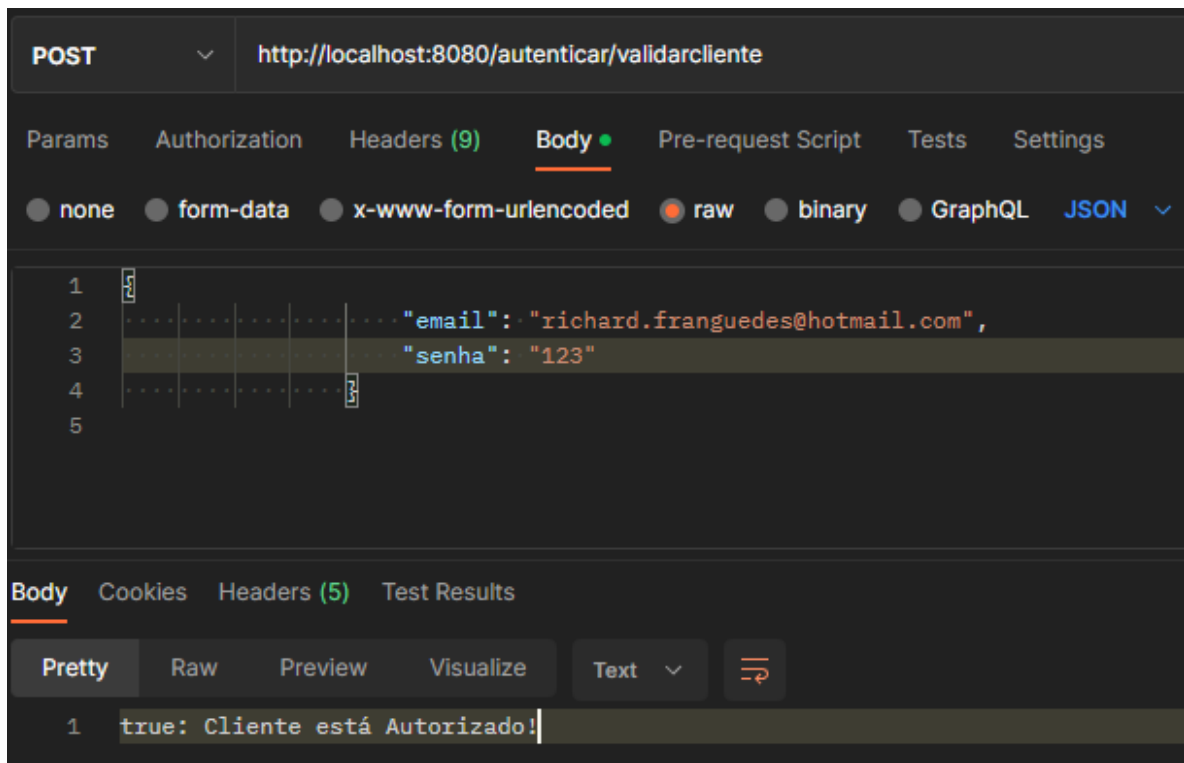 POST http://localhost:8080/autenticar/validarcliente
Params Authorization Headers (9) Body Pre-request Script Tests Settings
none form-data x-www-form-urlencoded raw binary GraphQL JSON
1 {
2 "email": "richard.franguedes@hotmail.com",
3 "senha": "123"
4 }
5
Body Cookies Headers (5) Test Results
Pretty Raw Preview Visualize Text
1 true: Cliente está Autorizado!